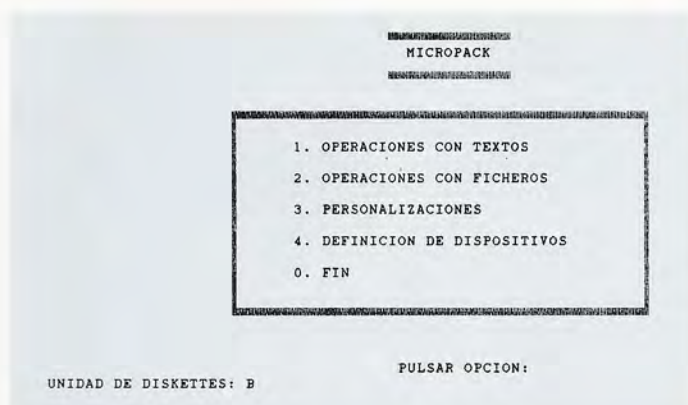 MICROPACK
1. OPERACIONES CON TEXTOS
2. OPERACIONES CON FICHEROS
3. PERSONALIZACIONES
4. DEFINICION DE DISPOSITIVOS
0. FIN
PULSAR OPCION:
UNIDAD DE DISKETTES: B